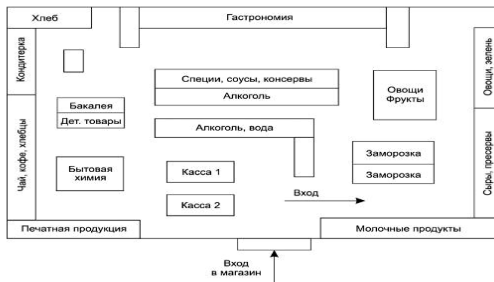 Хлеб
Гастрономия
Кондитерка
Овощи, зелень
Специи, соусы, консервы
Алкоголь
Овощи
Фрукты
Бакалея
Дет. товары
Алкоголь, вода
Чай, кофе, хлебцы
Сыры, пресервы
Заморозка
Заморозка
Бытовая
химия
Касса 1
Касса 2
Вход
Печатная продукция
Молочные продукты
Вход
в магазин